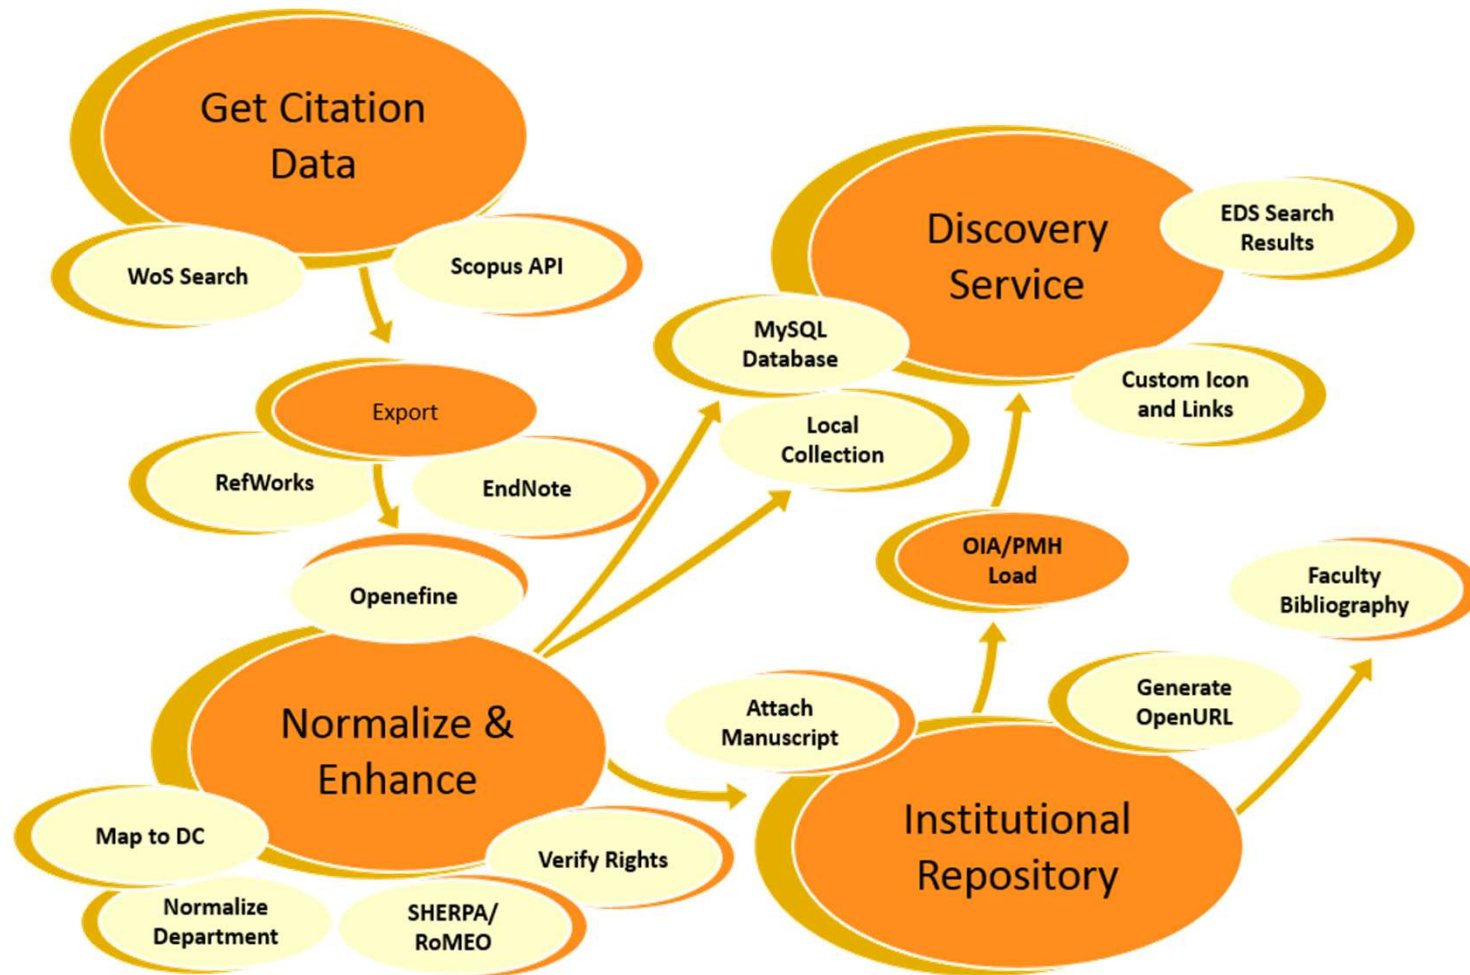 Get Citation
Data
WoS Search
Scopus API
Export
RefWorks
EndNote
Openefine
Normalize &
Enhance
Map to DC
Normalize
Department
SHERPA/
RoMEO
Verify Rights
Discovery
Service
EDS Search
Results
MySQL
Database
Custom Icon
and Links
Local
Collection
OIA/PMH
Load
Faculty
Bibliography
Attach
Manuscript
Generate
OpenURL
Institutional
Repository